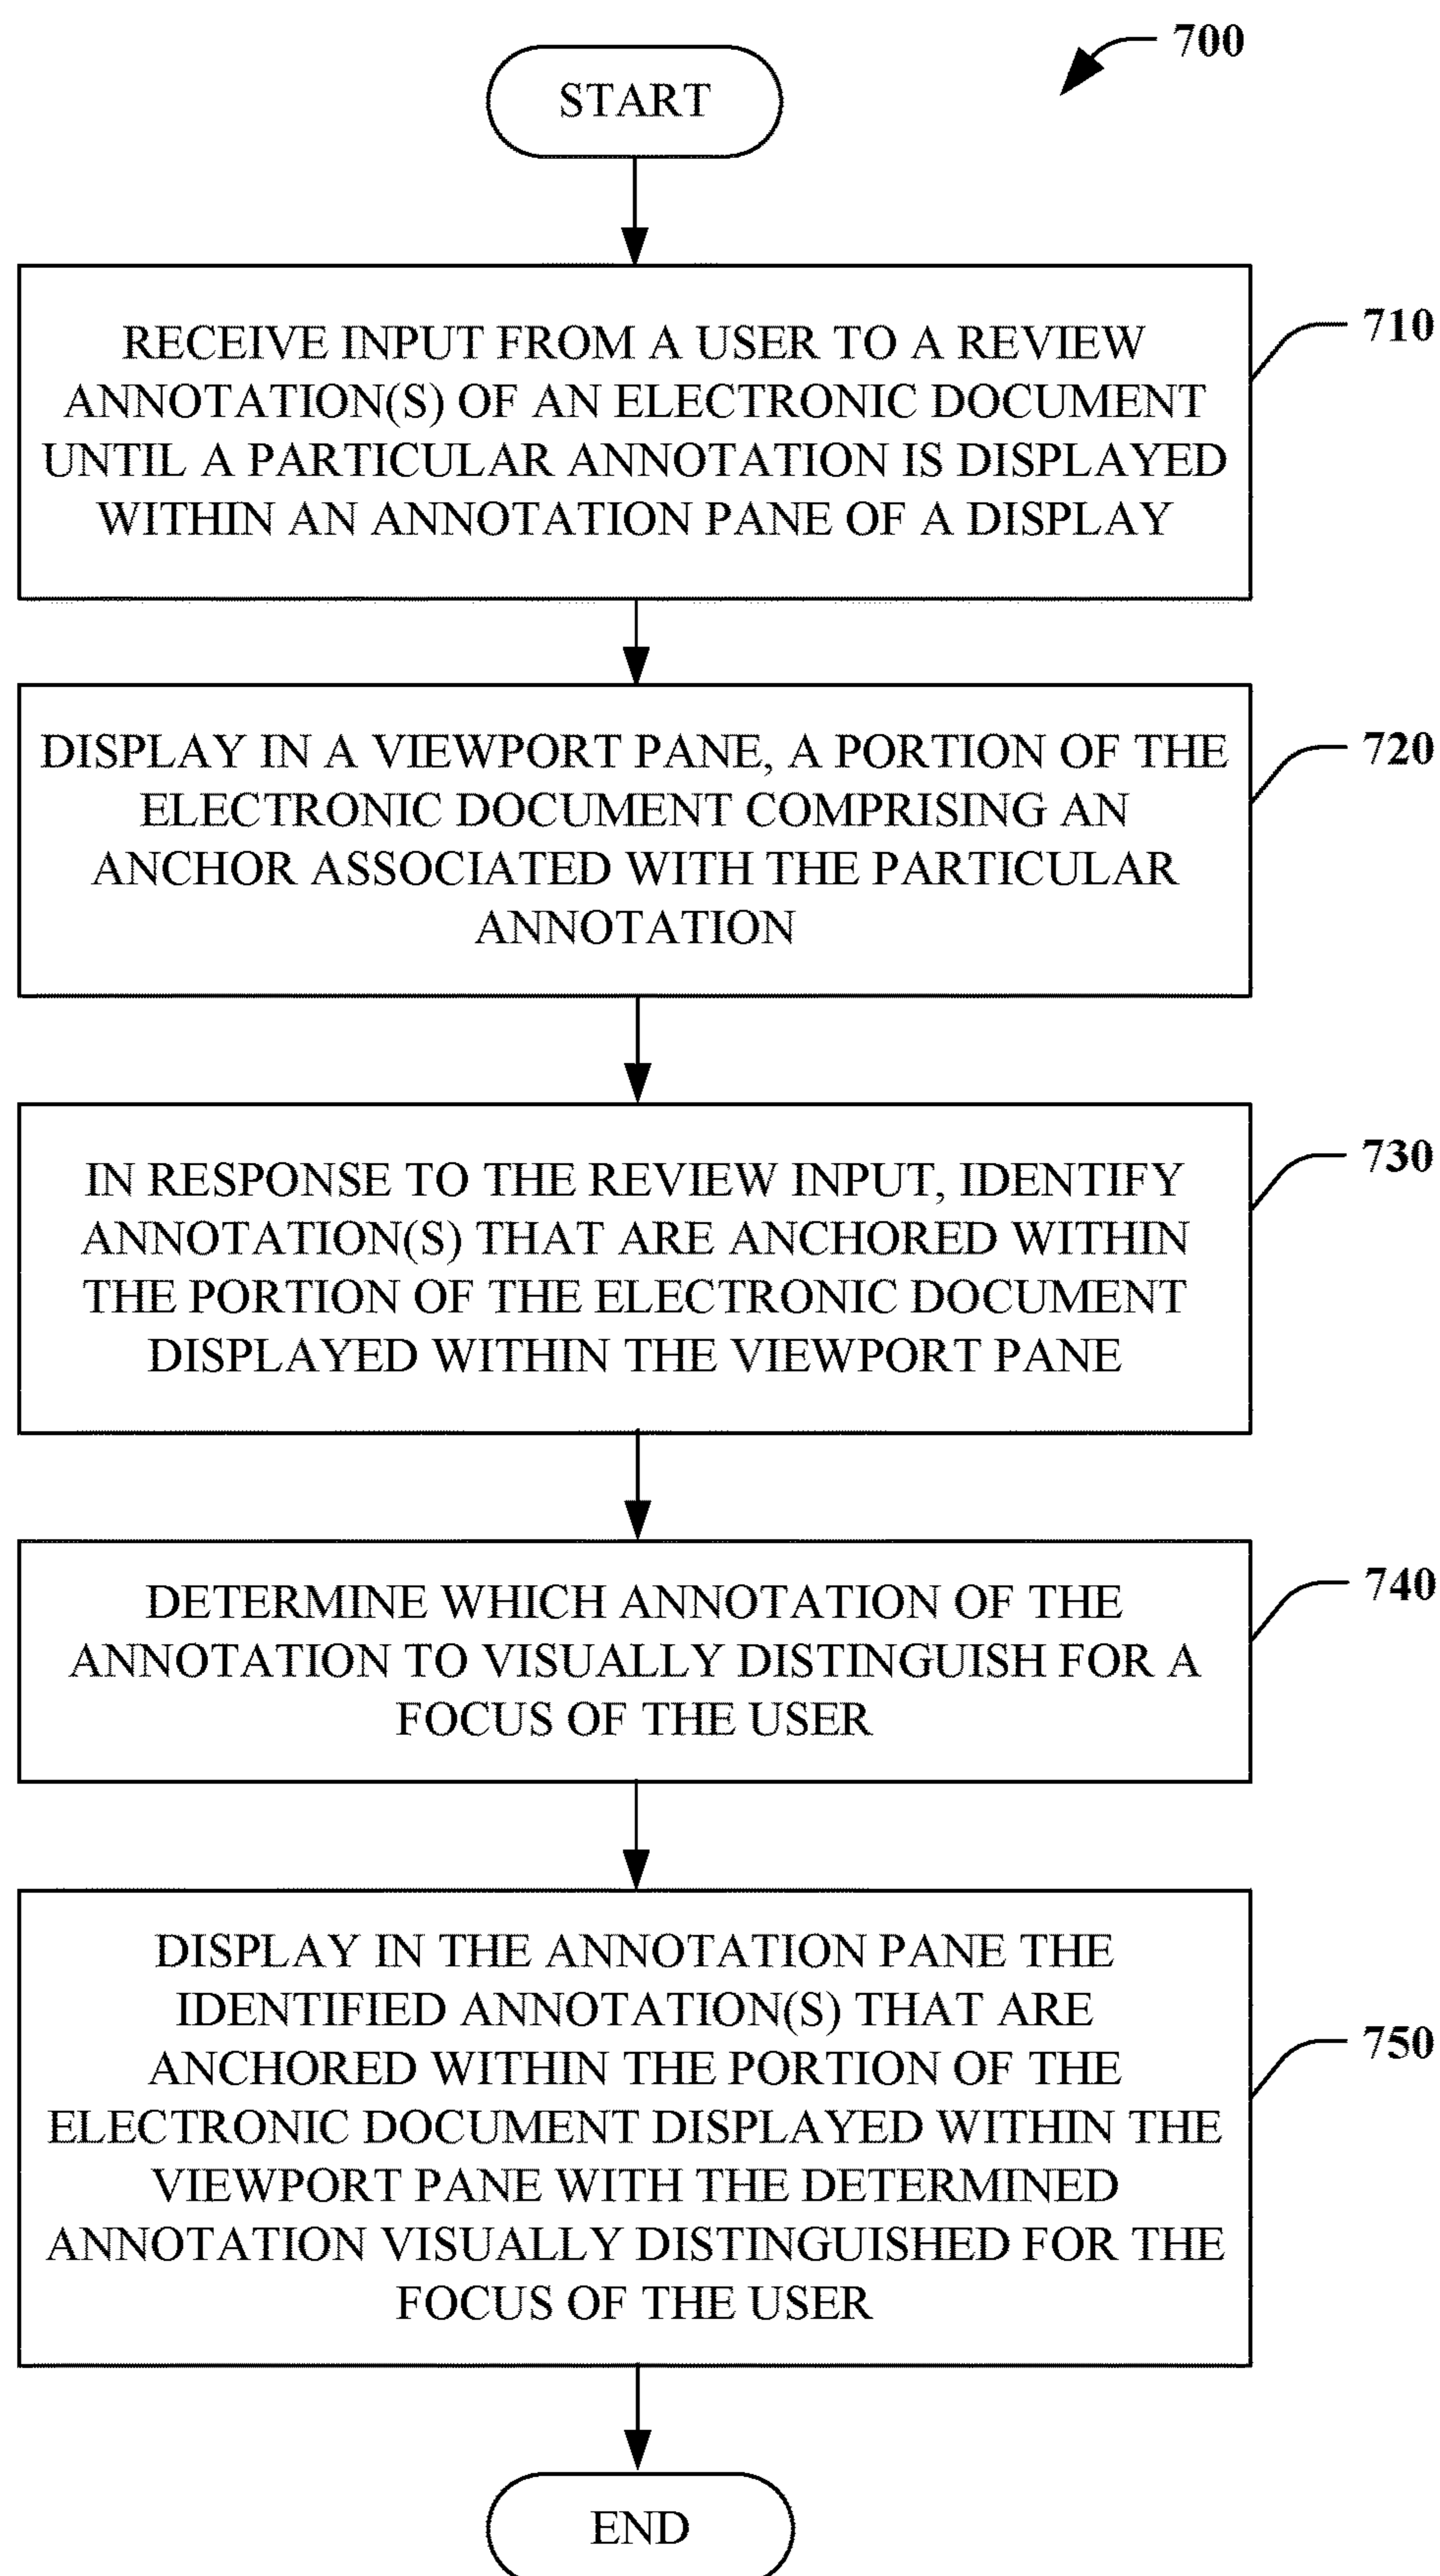 700
START
RECEIVE INPUT FROM A USER TO A REVIEW
ANNOTATION(S) OF AN ELECTRONIC DOCUMENT
UNTIL A PARTICULAR ANNOTATION IS DISPLAYED
WITHIN AN ANNOTATION PANE OF A DISPLAY
710
DISPLAY IN A VIEWPORT PANE, A PORTION OF THE
ELECTRONIC DOCUMENT COMPRISING AN
ANCHOR ASSOCIATED WITH THE PARTICULAR
ANNOTATION
720
IN RESPONSE TO THE REVIEW INPUT, IDENTIFY
ANNOTATION(S) THAT ARE ANCHORED WITHIN
THE PORTION OF THE ELECTRONIC DOCUMENT
DISPLAYED WITHIN THE VIEWPORT PANE
730
DETERMINE WHICH ANNOTATION OF THE
ANNOTATION TO VISUALLY DISTINGUISH FOR A
FOCUS OF THE USER
740
DISPLAY IN THE ANNOTATION PANE THE
IDENTIFIED ANNOTATION(S) THAT ARE
ANCHORED WITHIN THE PORTION OF THE
ELECTRONIC DOCUMENT DISPLAYED WITHIN THE
VIEWPORT PANE WITH THE DETERMINED
ANNOTATION VISUALLY DISTINGUISHED FOR THE
FOCUS OF THE USER
750
END